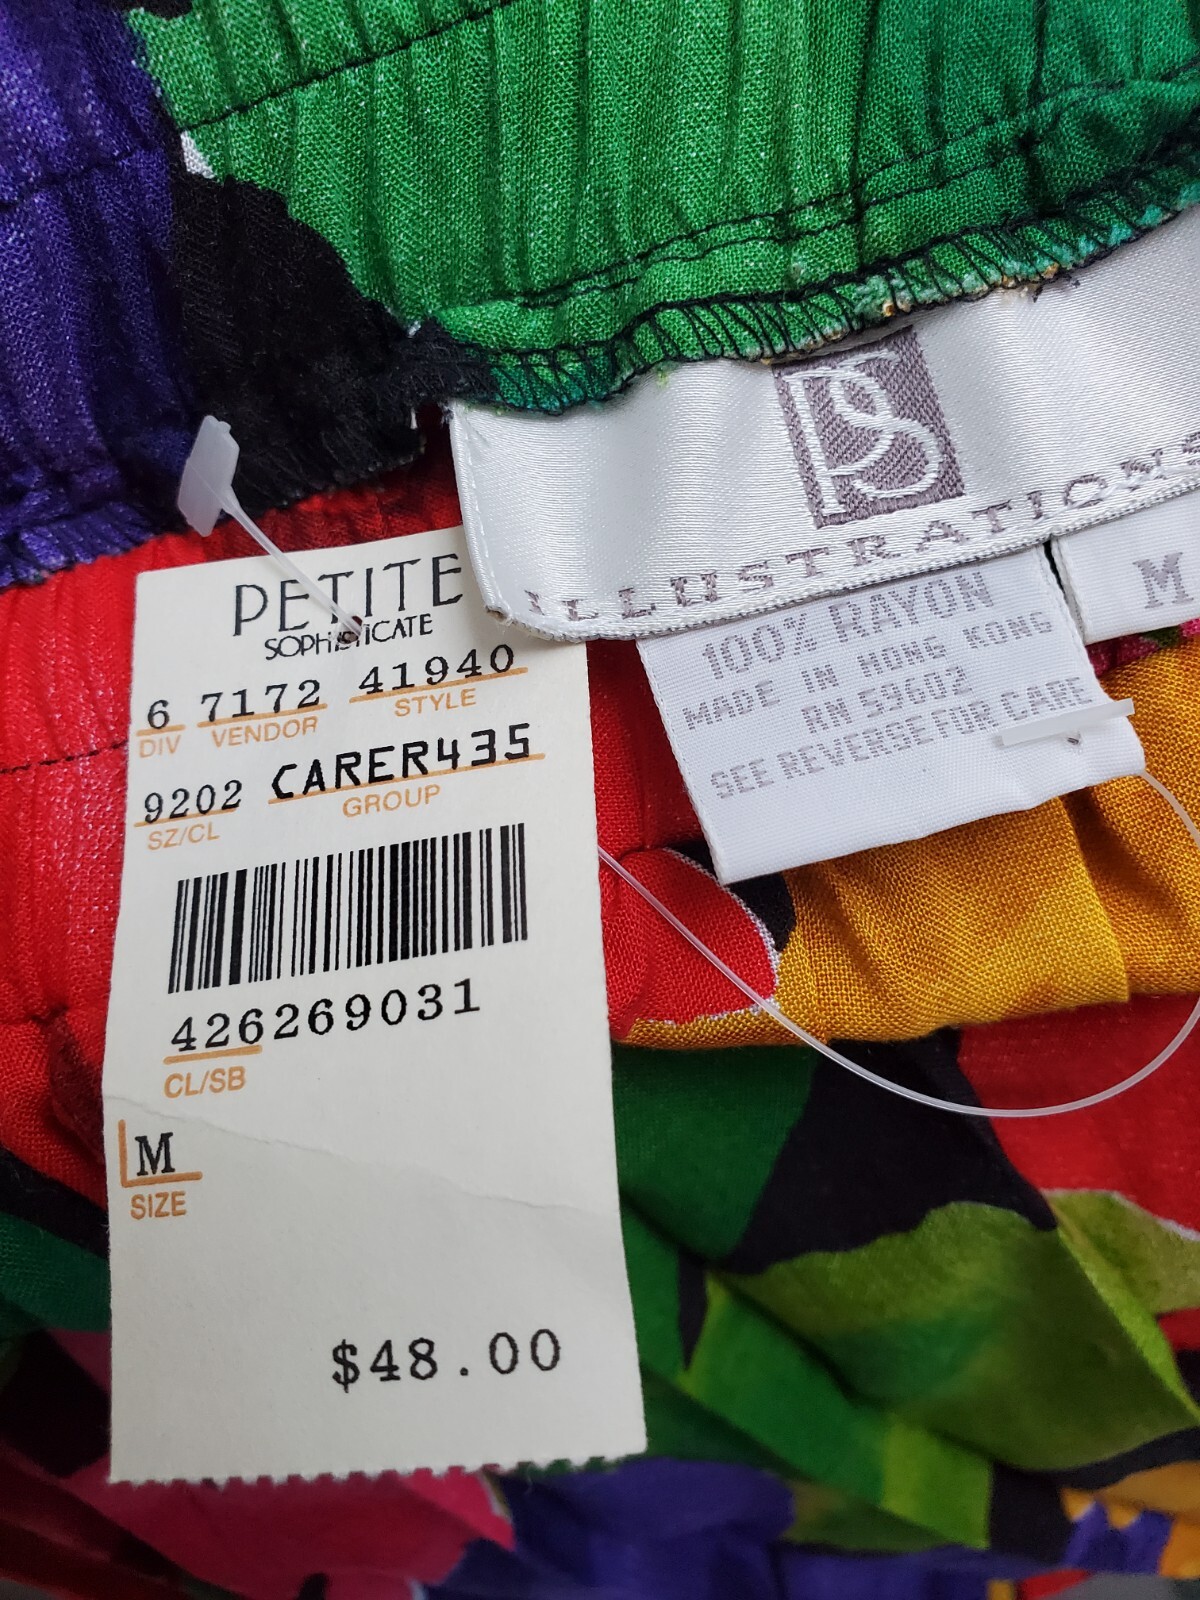 PS
ILLUSTRATIONS
M
100% RAYON
MADE IN HONG KONG
RN 59602
SEE REVERSE FOR CARE
PETITE
SOPHISTICATE
6 7172 41940
DIV VENDOR STYLE
9202 CARER435
SZ/CL GROUP
426269031
CL/SB
M
SIZE
$48.00